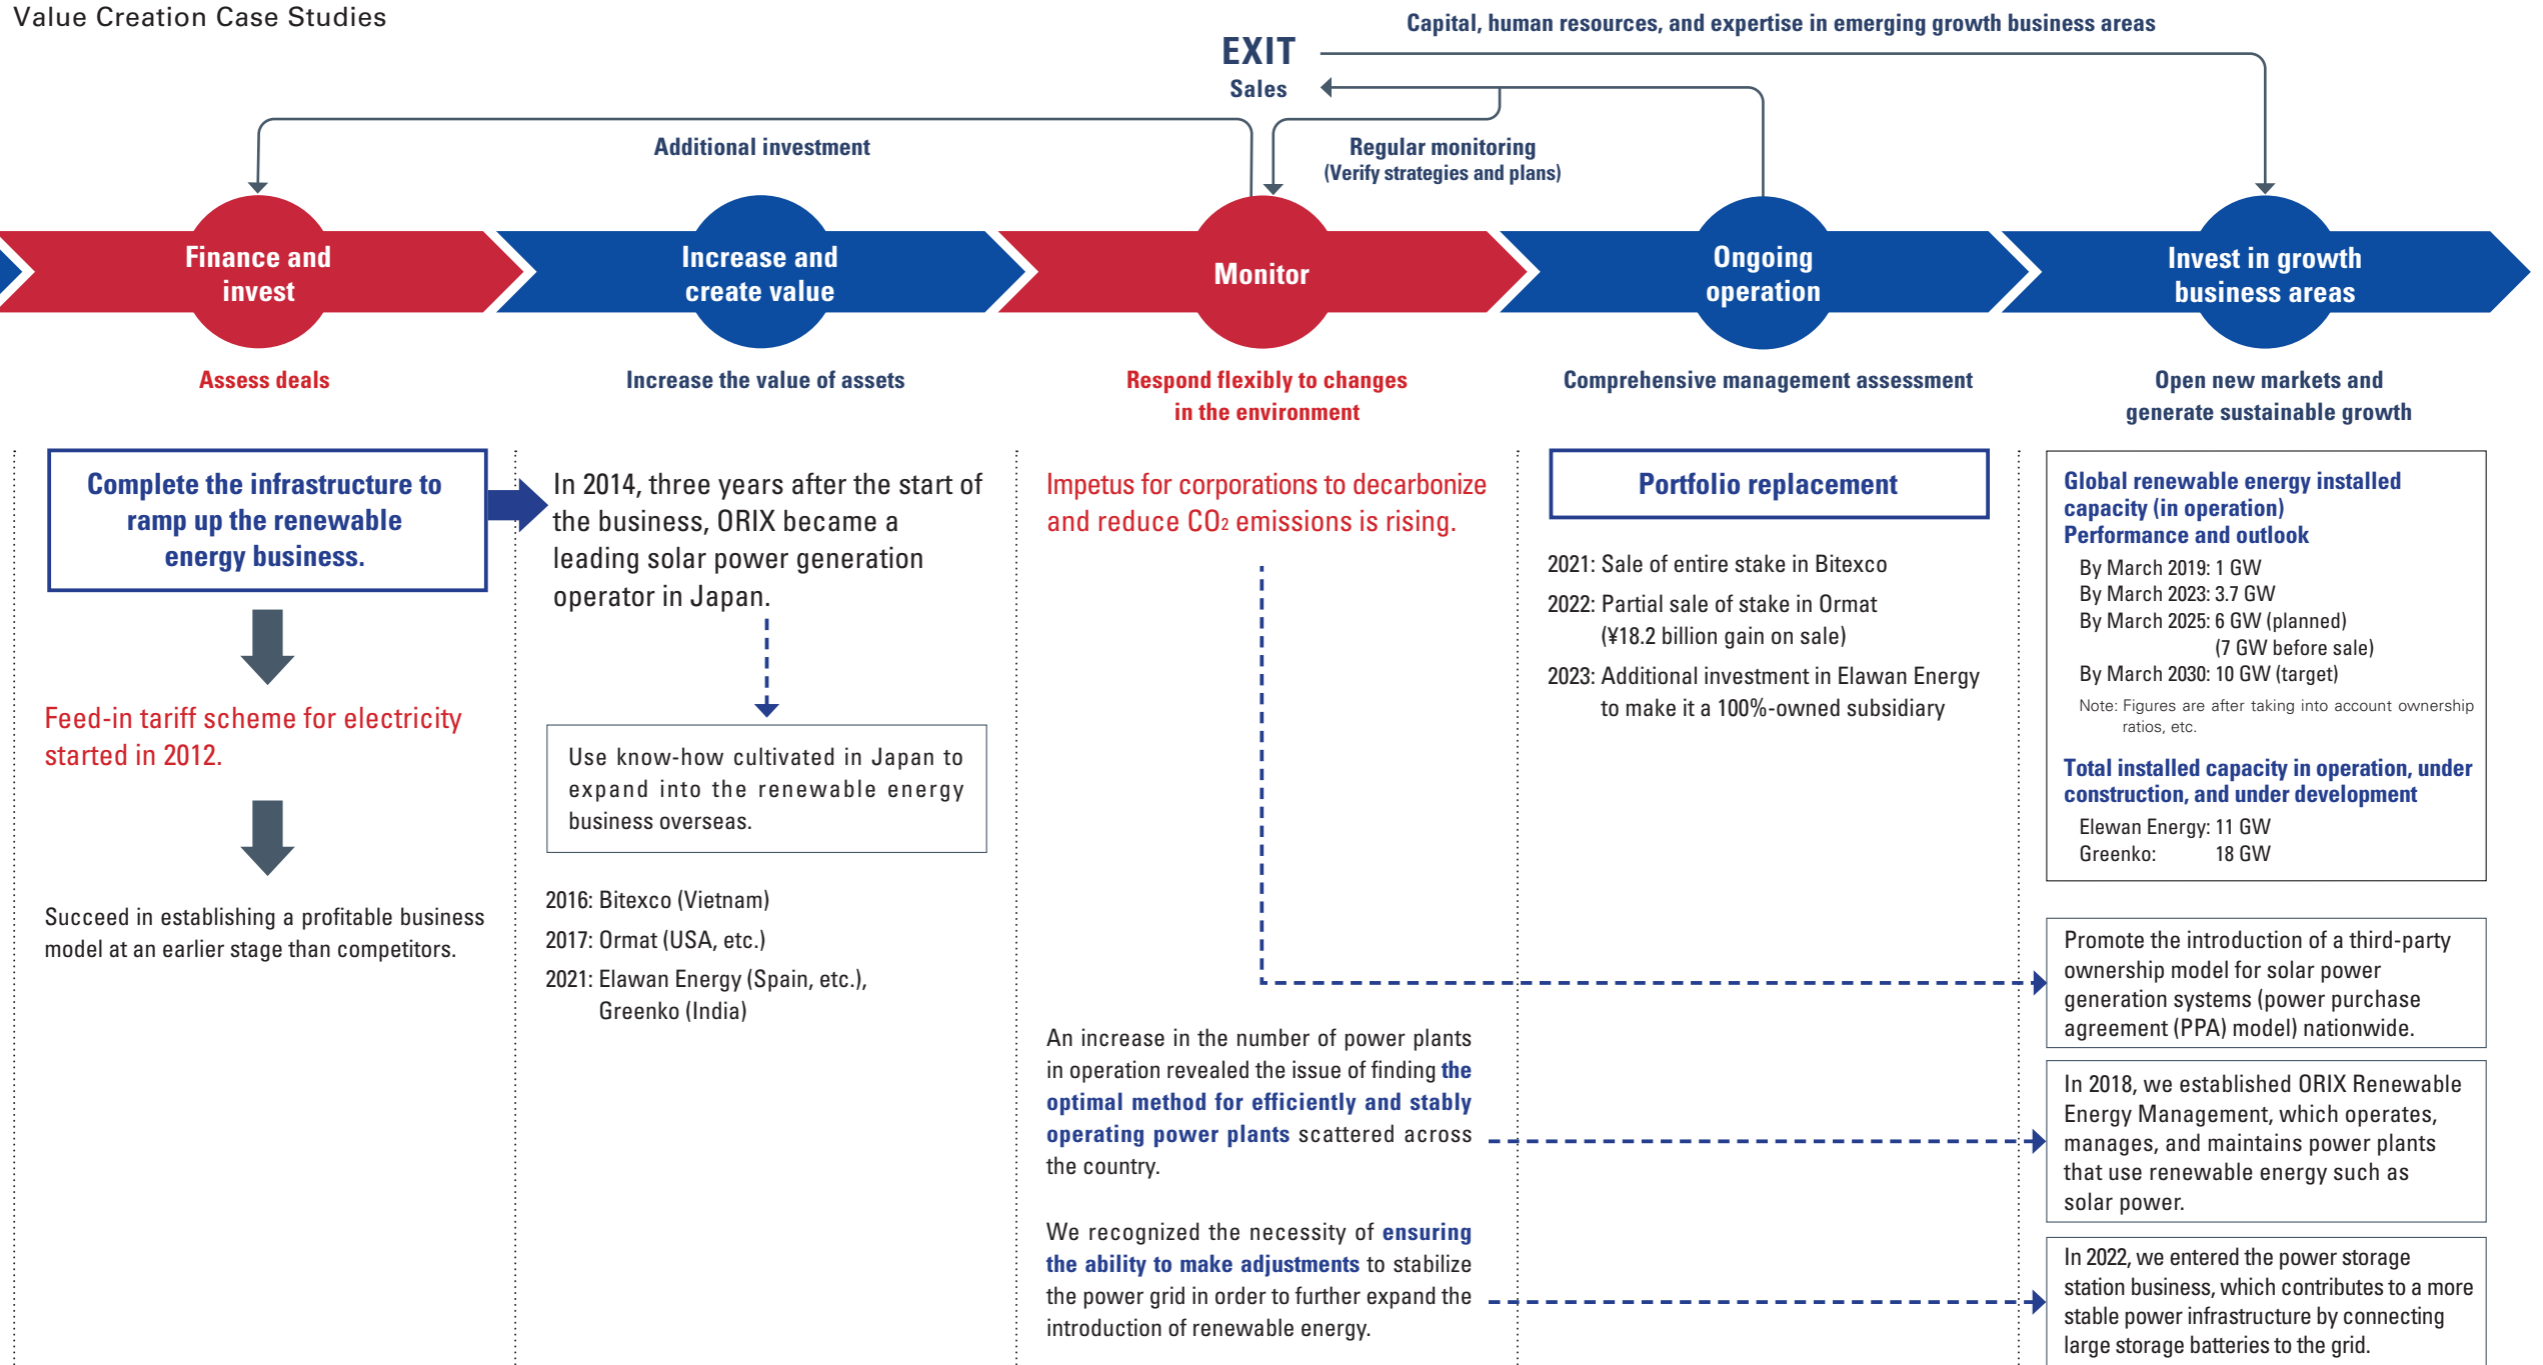 Value Creation Case Studies
Capital, human resources, and expertise in emerging growth business areas
EXIT
Sales
Additional investment
Regular monitoring
(Verify strategies and plans)
Finance and
invest
Increase and
create value
Monitor
Ongoing
operation
Invest in growth
business areas
Assess deals
Increase the value of assets
Respond flexibly to changes
in the environment
Comprehensive management assessment
Open new markets and
generate sustainable growth
Complete the infrastructure to
ramp up the renewable
energy business.
Feed-in tariff scheme for electricity
started in 2012.
Succeed in establishing a profitable business
model at an earlier stage than competitors.
In 2014, three years after the start of
the business, ORIX became a
leading solar power generation
operator in Japan.
Use know-how cultivated in Japan to
expand into the renewable energy
business overseas.
2016: Bitexco (Vietnam)
2017: Ormat (USA, etc.)
2021: Elawan Energy (Spain, etc.),
Greenko (India)
Impetus for corporations to decarbonize
and reduce CO2 emissions is rising.
An increase in the number of power plants
in operation revealed the issue of finding the
optimal method for efficiently and stably
operating power plants scattered across
the country.
We recognized the necessity of ensuring
the ability to make adjustments to stabilize
the power grid in order to further expand the
introduction of renewable energy.
Portfolio replacement
2021: Sale of entire stake in Bitexco
2022: Partial sale of stake in Ormat
(¥18.2 billion gain on sale)
2023: Additional investment in Elawan Energy
to make it a 100%-owned subsidiary
Global renewable energy installed
capacity (in operation)
Performance and outlook
By March 2019: 1 GW
By March 2023: 3.7 GW
By March 2025: 6 GW (planned)
(7 GW before sale)
By March 2030: 10 GW (target)
Note: Figures are after taking into account ownership
ratios, etc.
Total installed capacity in operation, under
construction, and under development
Elewan Energy: 11 GW
Greenko: 18 GW
Promote the introduction of a third-party
ownership model for solar power
generation systems (power purchase
agreement (PPA) model) nationwide.
In 2018, we established ORIX Renewable
Energy Management, which operates,
manages, and maintains power plants
that use renewable energy such as
solar power.
In 2022, we entered the power storage
station business, which contributes to a more
stable power infrastructure by connecting
large storage batteries to the grid.